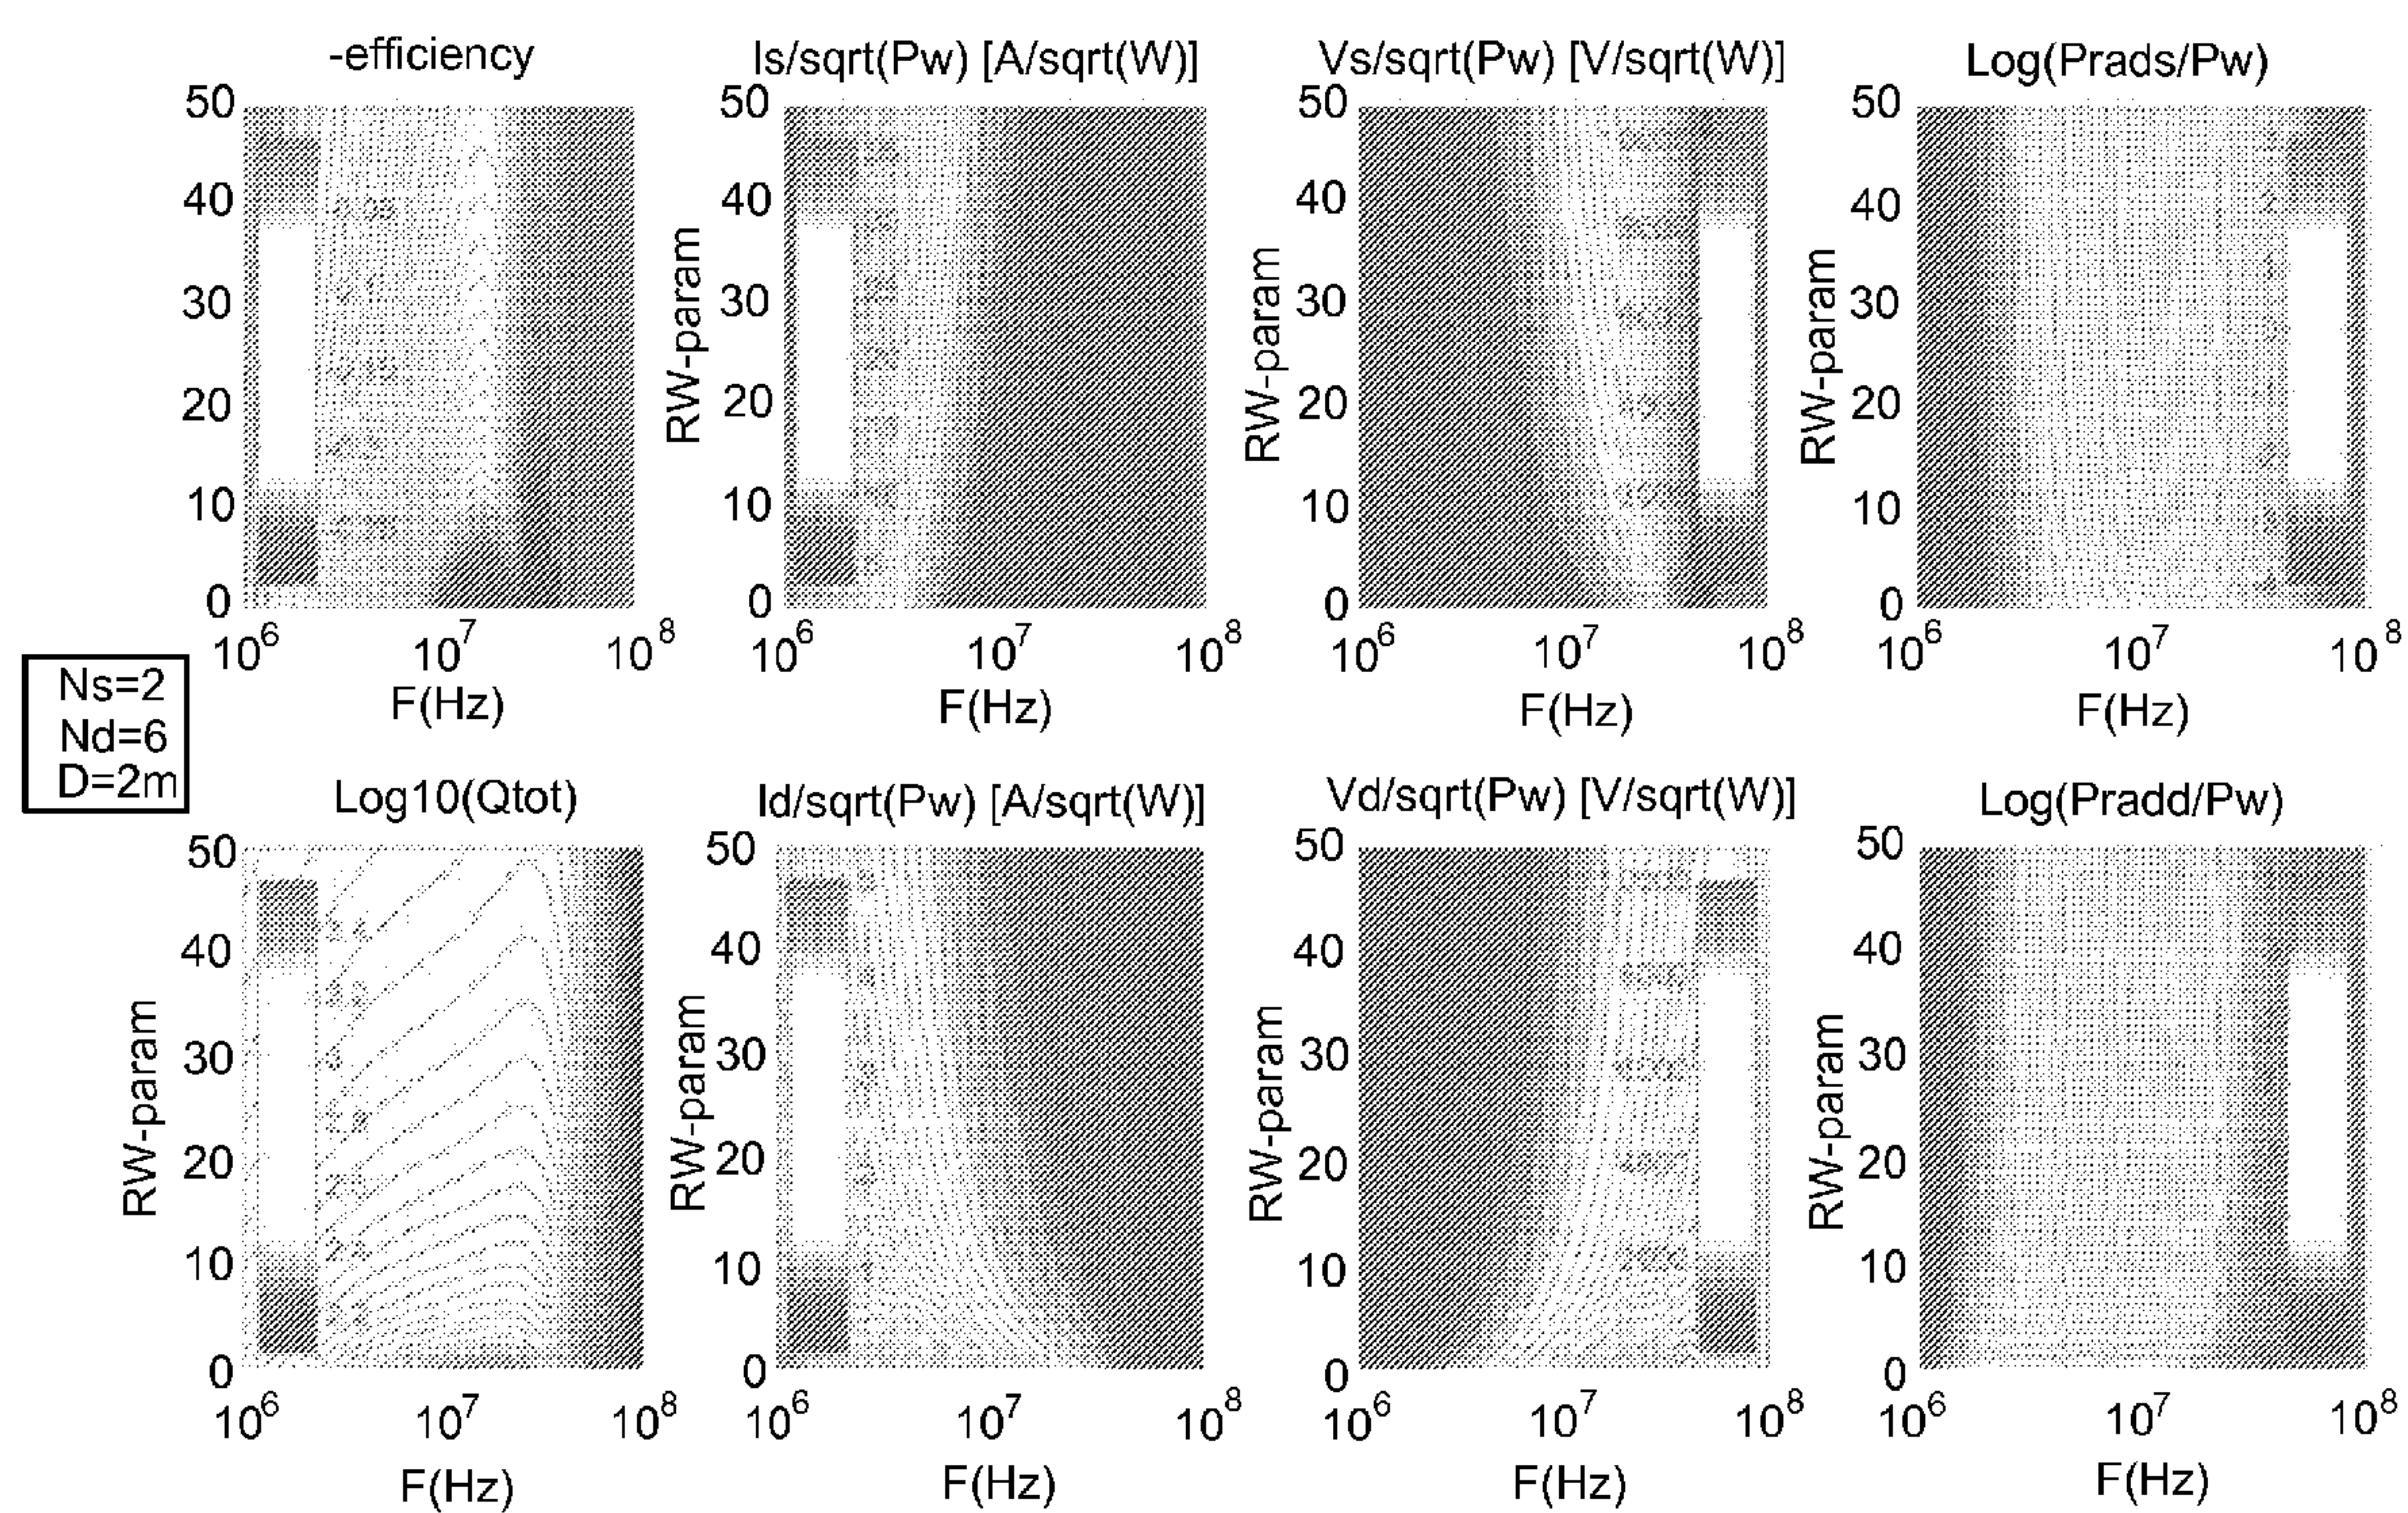 -efficiency
50
40
30
20
10
0
10^6 10^7 10^8
F(Hz)
Is/sqrt(Pw) [A/sqrt(W)]
RW-param
50
40
30
20
10
0
10^6 10^7 10^8
F(Hz)
Vs/sqrt(Pw) [V/sqrt(W)]
RW-param
50
40
30
20
10
0
10^6 10^7 10^8
F(Hz)
Log(Prads/Pw)
RW-param
50
40
30
20
10
0
10^6 10^7 10^8
F(Hz)
Ns=2
Nd=6
D=2m
Log10(Qtot)
RW-param
50
40
30
20
10
0
10^6 10^7 10^8
F(Hz)
Id/sqrt(Pw) [A/sqrt(W)]
RW-param
50
40
30
20
10
0
10^6 10^7 10^8
F(Hz)
Vd/sqrt(Pw) [V/sqrt(W)]
RW-param
50
40
30
20
10
0
10^6 10^7 10^8
F(Hz)
Log(Pradd/Pw)
RW-param
50
40
30
20
10
0
10^6 10^7 10^8
F(Hz)